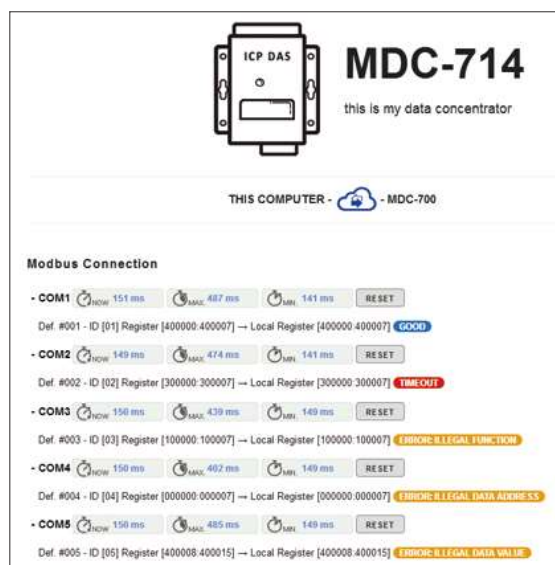 ICP DAS
MDC-714
this is my data concentrator
THIS COMPUTER - - MDC-700
Modbus Connection
- COM1 NOW 151 ms MAX. 487 ms MIN. 141 ms RESET
Def. #001 - ID [01] Register [400000:400007] → Local Register [400000:400007] GOOD
- COM2 NOW 149 ms MAX. 474 ms MIN. 141 ms RESET
Def. #002 - ID [02] Register [300000:300007] → Local Register [300000:300007] TIMEOUT
- COM3 NOW 150 ms MAX. 439 ms MIN. 149 ms RESET
Def. #003 - ID [03] Register [100000:100007] → Local Register [100000:100007] ERROR: ILLEGAL FUNCTION
- COM4 NOW 150 ms MAX. 402 ms MIN. 149 ms RESET
Def. #004 - ID [04] Register [000000:000007] → Local Register [000000:000007] ERROR: ILLEGAL DATA ADDRESS
- COM5 NOW 150 ms MAX. 485 ms MIN. 149 ms RESET
Def. #005 - ID [05] Register [400008:400015] → Local Register [400008:400015] ERROR: ILLEGAL DATA VALUE